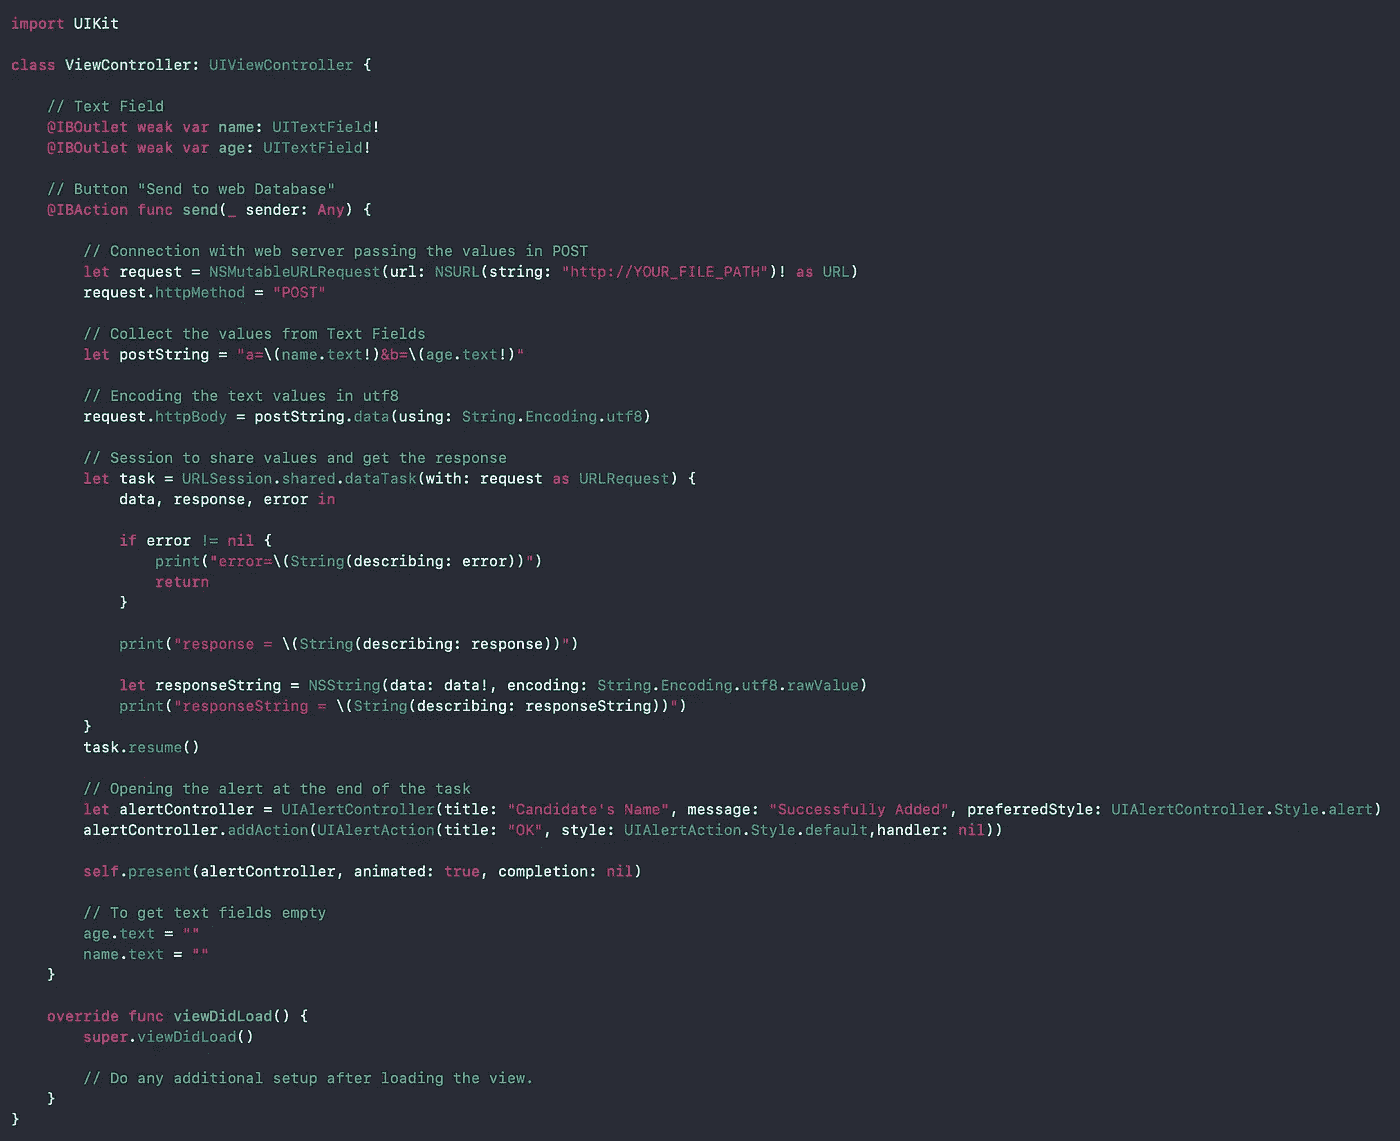 import UIKit
class ViewController: UIViewController {
// Text Field
@IBOutlet weak var name: UITextField!
@IBOutlet weak var age: UITextField!
// Button "Send to web Database"
@IBAction func send(_ sender: Any) {
// Connection with web server passing the values in POST
let request = NSMutableURLRequest(url: NSURL(string: "http://YOUR_FILE_PATH")! as URL)
request.httpMethod = "POST"
// Collect the values from Text Fields
let postString = "a=\(name.text!)&b=\(age.text!)"
// Encoding the text values in utf8
request.httpBody = postString.data(using: String.Encoding.utf8)
// Session to share values and get the response
let task = URLSession.shared.dataTask(with: request as URLRequest) {
data, response, error in
if error != nil {
print("error=\(String(describing: error))")
return
}
print("response = \(String(describing: response))")
let responseString = NSString(data: data!, encoding: String.Encoding.utf8.rawValue)
print("responseString = \(String(describing: responseString))")
}
task.resume()
// Opening the alert at the end of the task
let alertController = UIAlertController(title: "Candidate's Name", message: "Successfully Added", preferredStyle: UIAlertController.Style.alert)
alertController.addAction(UIAlertAction(title: "OK", style: UIAlertAction.Style.default,handler: nil))
self.present(alertController, animated: true, completion: nil)
// To get text fields empty
age.text = ""
name.text = ""
}
override func viewDidLoad() {
super.viewDidLoad()
// Do any additional setup after loading the view.
}
}